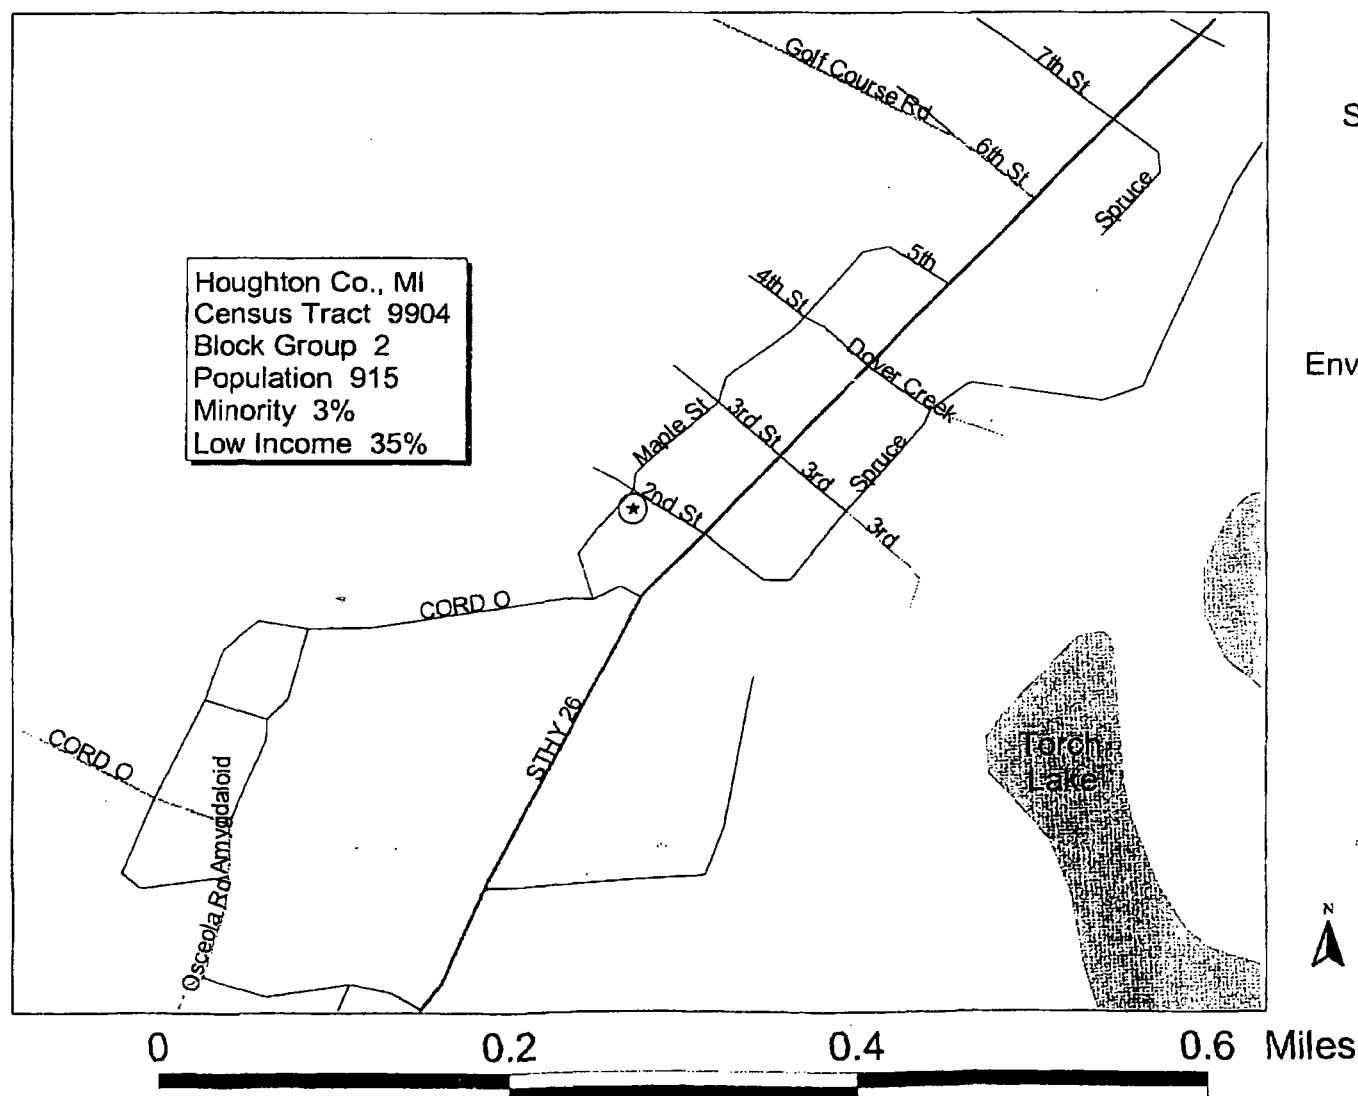 Golf Course Rd
7th St
S
6th St
Spruce
5th
4th St
Houghton Co., MI
Census Tract 9904
Block Group 2
Population 915
Minority 3%
Low Income 35%
Dover Creek
Env
Maple St
3rd St
3rd
Spruce
2nd St
3rd
CORD O
STHY 26
CORD O
Amygdaloid
Torch
Lake
Osceola Rd
N
0 0.2 0.4 0.6 Miles